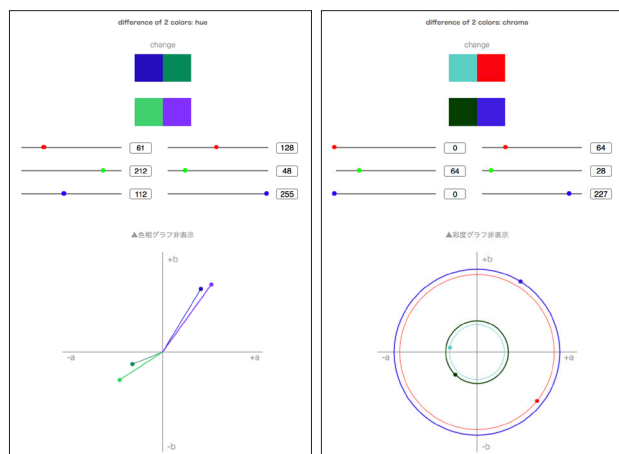 difference of 2 colors: hue
change
61
128
212
48
112
255
▲色相グラフ非表示
+b
-a
+a
-b
difference of 2 colors: chroma
change
0
64
64
28
0
227
▲彩度グラフ非表示
+b
-a
+a
-b